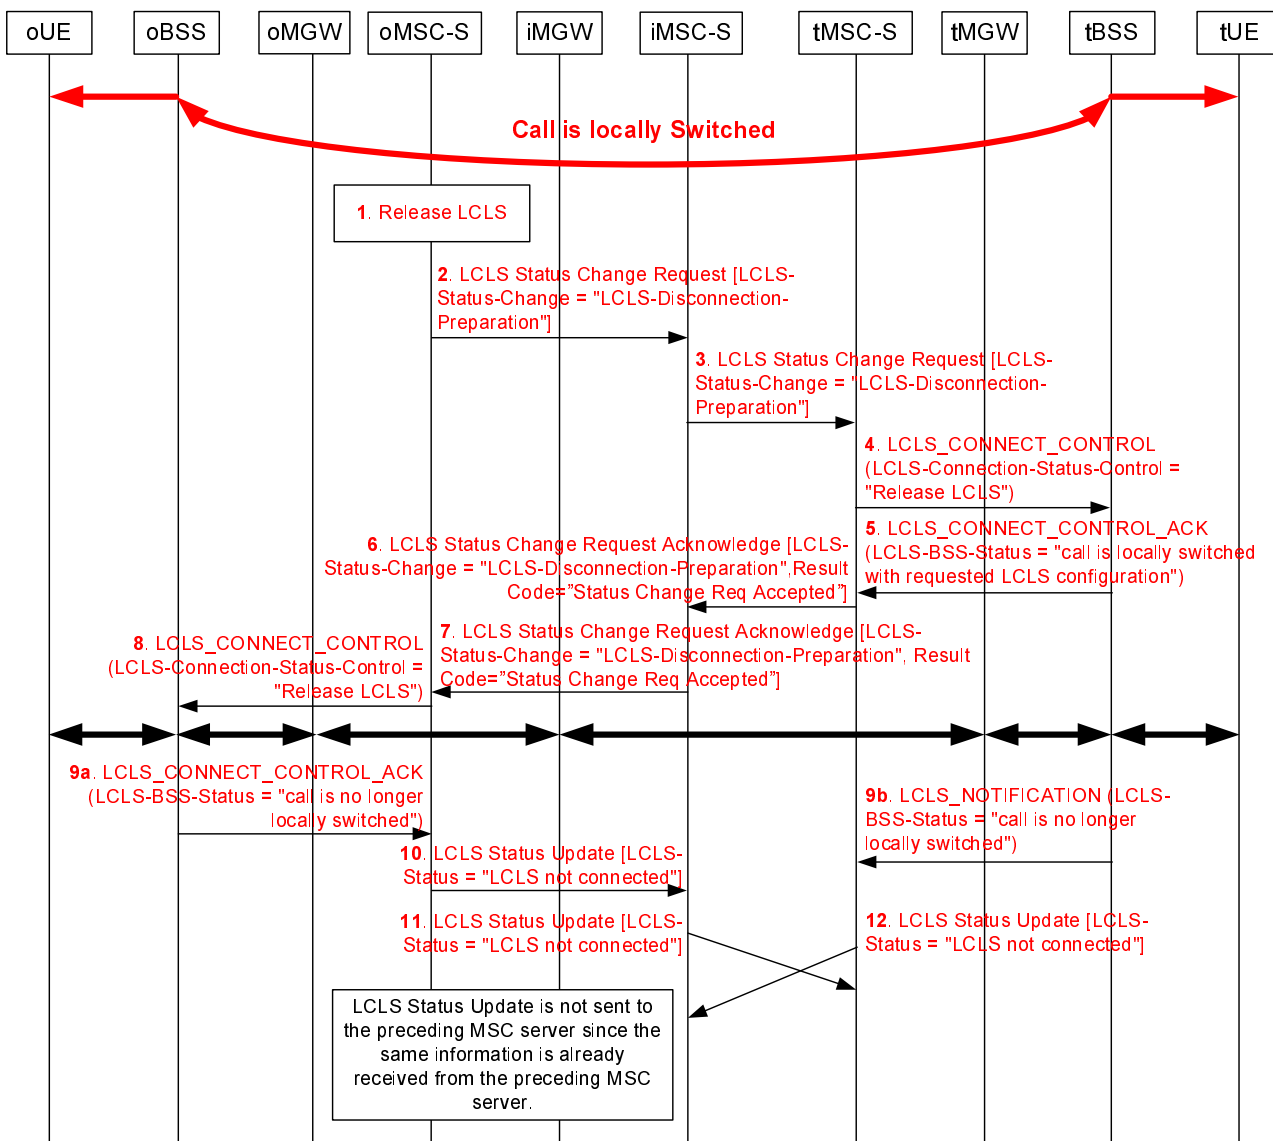 oUE
oBSS
oMGW
oMSC-S
iMGW
iMSC-S
tMSC-S
tMGW
tBSS
tUE
Call is locally Switched
1. Release LCLS
2. LCLS Status Change Request [LCLS-
Status-Change = "LCLS-Disconnection-
Preparation"]
3. LCLS Status Change Request [LCLS-
Status-Change = "LCLS-Disconnection-
Preparation"]
4. LCLS_CONNECT_CONTROL
(LCLS-Connection-Status-Control =
"Release LCLS")
5. LCLS_CONNECT_CONTROL_ACK
(LCLS-BSS-Status = "call is locally switched
with requested LCLS configuration")
6. LCLS Status Change Request Acknowledge [LCLS-
Status-Change = "LCLS-Disconnection-Preparation",Result
Code=”Status Change Req Accepted”]
7. LCLS Status Change Request Acknowledge [LCLS-
Status-Change = "LCLS-Disconnection-Preparation", Result
Code=”Status Change Req Accepted”]
8. LCLS_CONNECT_CONTROL
(LCLS-Connection-Status-Control =
"Release LCLS")
9a. LCLS_CONNECT_CONTROL_ACK
(LCLS-BSS-Status = "call is no longer
locally switched")
9b. LCLS_NOTIFICATION (LCLS-
BSS-Status = "call is no longer
locally switched")
10. LCLS Status Update [LCLS-
Status = "LCLS not connected"]
11. LCLS Status Update [LCLS-
Status = "LCLS not connected"]
12. LCLS Status Update [LCLS-
Status = "LCLS not connected"]
LCLS Status Update is not sent to
the preceding MSC server since the
same information is already
received from the preceding MSC
server.